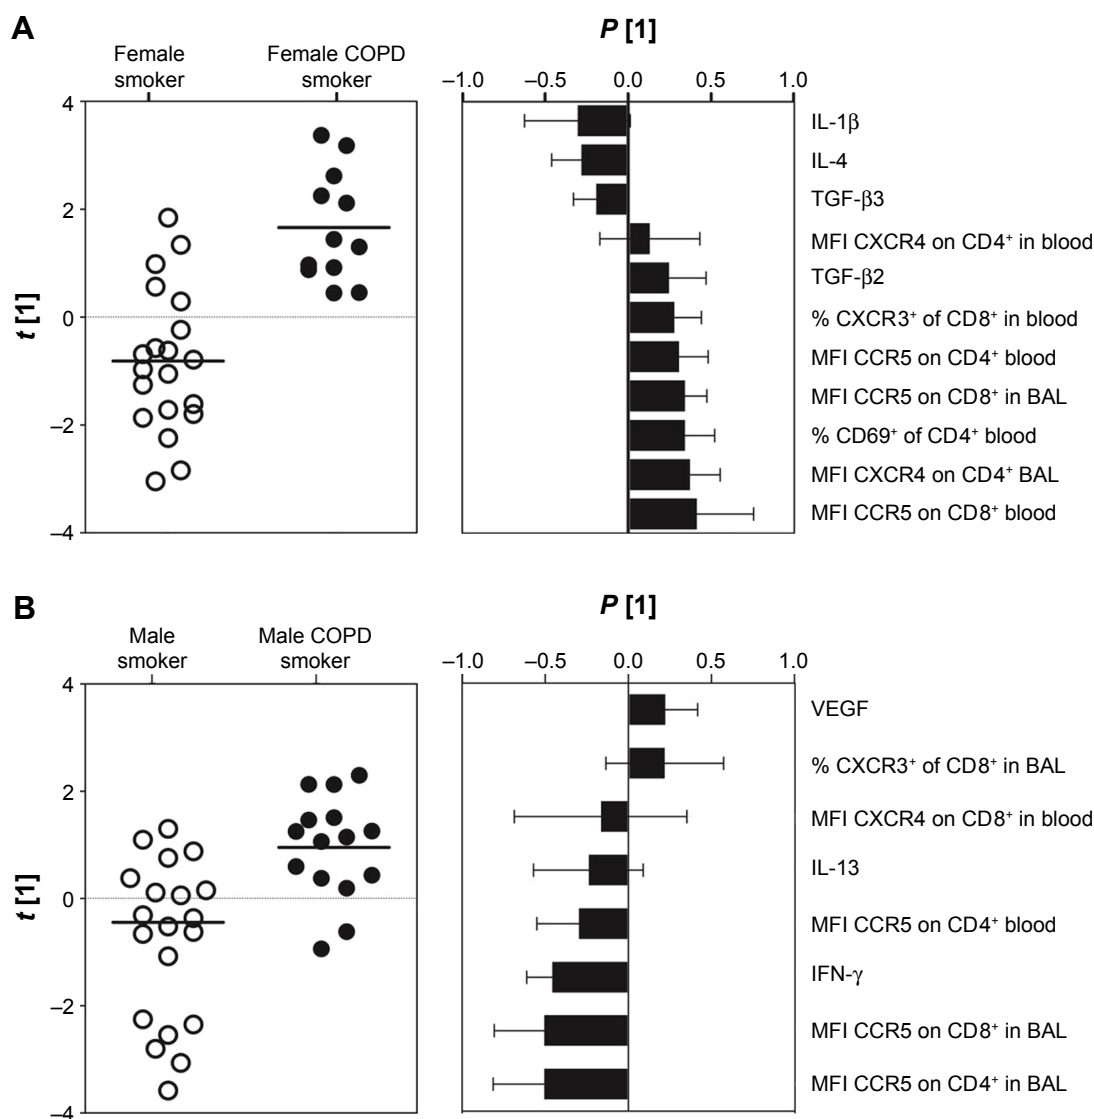 A
P [1]
Female
smoker
Female COPD
smoker
–1.0 –0.5 0.0 0.5 1.0
4
2
0
–2
–4
t [1]
IL-1β
IL-4
TGF-β3
MFI CXCR4 on CD4⁺ in blood
TGF-β2
% CXCR3⁺ of CD8⁺ in blood
MFI CCR5 on CD4⁺ blood
MFI CCR5 on CD8⁺ in BAL
% CD69⁺ of CD4⁺ blood
MFI CXCR4 on CD4⁺ BAL
MFI CCR5 on CD8⁺ blood
B
P [1]
Male
smoker
Male COPD
smoker
–1.0 –0.5 0.0 0.5 1.0
4
2
0
–2
–4
t [1]
VEGF
% CXCR3⁺ of CD8⁺ in BAL
MFI CXCR4 on CD8⁺ in blood
IL-13
MFI CCR5 on CD4⁺ blood
IFN-γ
MFI CCR5 on CD8⁺ in BAL
MFI CCR5 on CD4⁺ in BAL